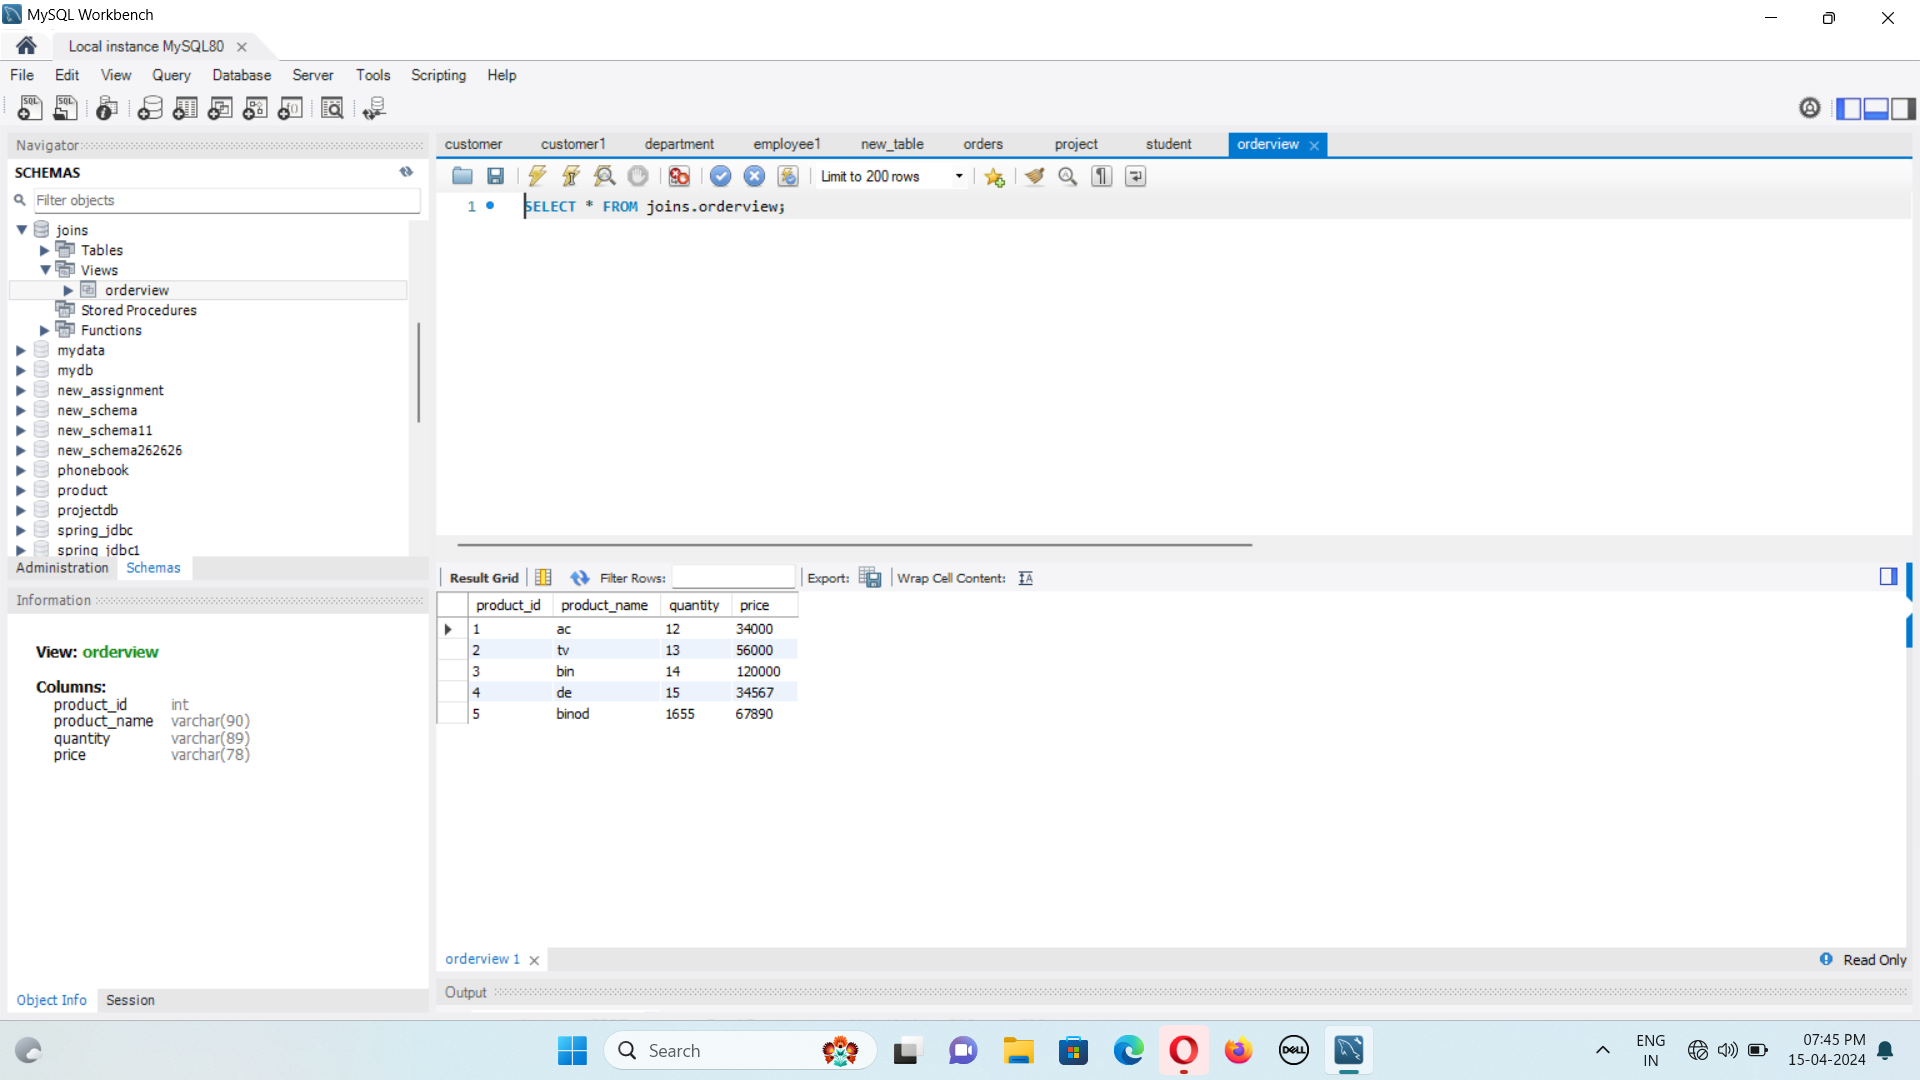 MySQL Workbench
Local instance MySQL80
File Edit View Query Database Server Tools Scripting Help
Navigator
SCHEMAS
Filter objects
joins
Tables
Views
orderview
Stored Procedures
Functions
mydata
mydb
new_assignment
new_schema
new_schema11
new_schema262626
phonebook
product
projectdb
spring_jdbc
spring_jdbc1
Administration Schemas
Information
View: orderview
Columns:
product_id int
product_name varchar(90)
quantity varchar(89)
price varchar(78)
Object Info Session
customer customer1 department employee1 new_table orders project student orderview
Limit to 200 rows
1 SELECT * FROM joins.orderview;
Result Grid Filter Rows: Export: Wrap Cell Content:
product_id product_name quantity price
1 ac 12 34000
2 tv 13 56000
3 bin 14 120000
4 de 15 34567
5 binod 1655 67890
orderview 1 Read Only
Output
Search
DELL
ENG
IN
07:45 PM
15-04-2024